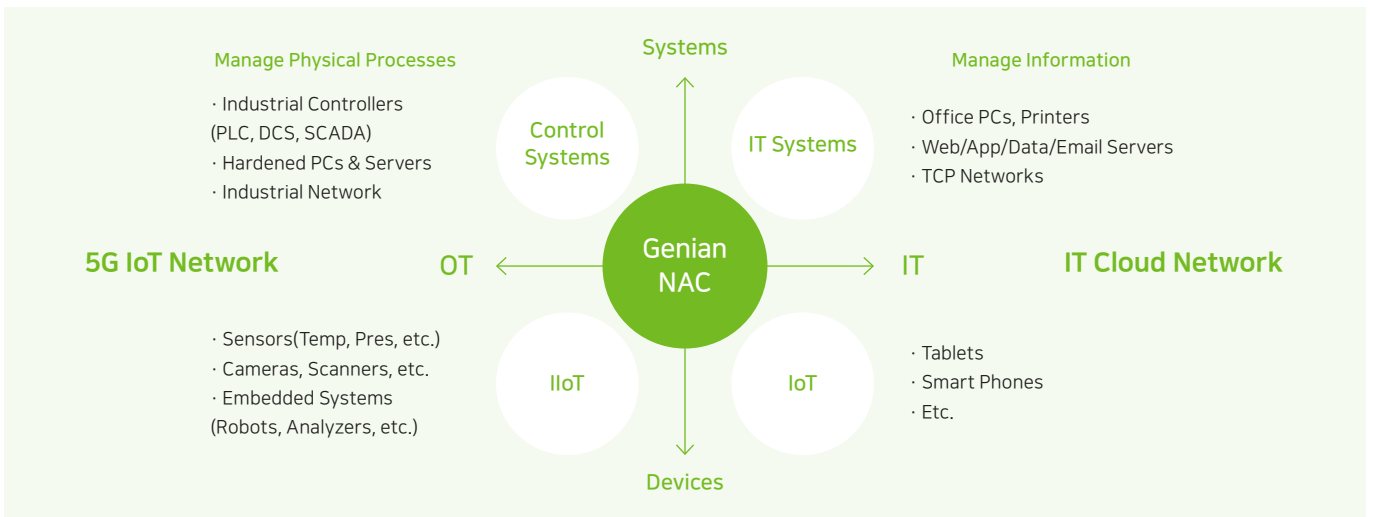 Systems
Manage Physical Processes
Manage Information
· Industrial Controllers
(PLC, DCS, SCADA)
· Hardened PCs & Servers
· Industrial Network
Control
Systems
IT Systems
· Office PCs, Printers
· Web/App/Data/Email Servers
· TCP Networks
5G IoT Network
OT
Genian
NAC
IT
IT Cloud Network
· Sensors(Temp, Pres, etc.)
· Cameras, Scanners, etc.
· Embedded Systems
(Robots, Analyzers, etc.)
IIoT
IoT
· Tablets
· Smart Phones
· Etc.
Devices